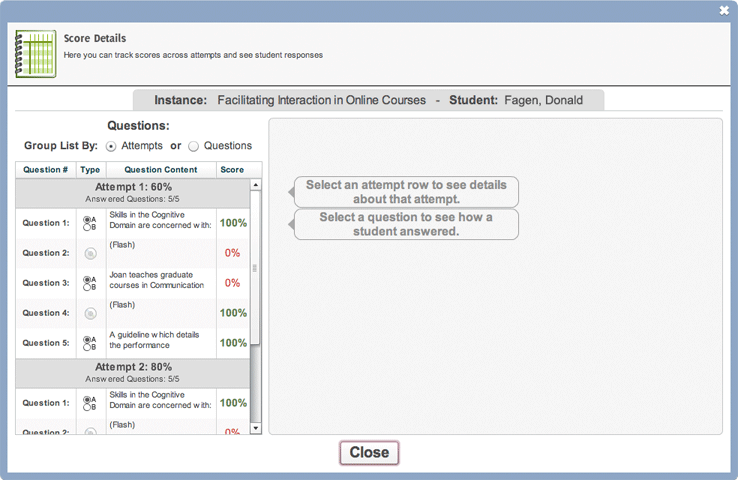 Score Details
Here you can track scores across attempts and see student responses
Instance: Facilitating Interaction in Online Courses - Student: Fagen, Donald
Questions:
Group List By: Attempts or Questions
Question # Type Question Content Score
Attempt 1: 60%
Answered Questions: 5/5
Question 1: A B Skills in the Cognitive Domain are concerned with: 100%
Question 2: (Flash) 0%
Question 3: A B Joan teaches graduate courses in Communication 0%
Question 4: (Flash) 100%
Question 5: A B A guideline which details the performance 100%
Attempt 2: 80%
Answered Questions: 5/5
Question 1: A B Skills in the Cognitive Domain are concerned with: 100%
Question 2: (Flash) 0%
Select an attempt row to see details
about that attempt.
Select a question to see how a
student answered.
Close